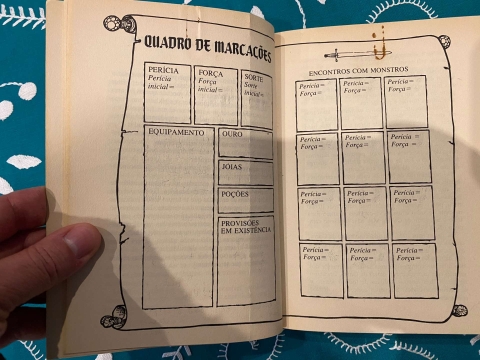 QUADRO DE MARCAÇÕES
PERÍCIA
Perícia
inicial=
FORÇA
Força
inicial=
SORTE
Sorte
inicial=
EQUIPAMENTO
OURO
JÓIAS
POÇÕES
PROVISÕES
EM EXISTÊNCIA
ENCONTROS COM MONSTROS
Perícia=
Força=
Perícia=
Força=
Perícia=
Força=
Perícia=
Força=
Perícia=
Força=
Perícia=
Força=
Perícia=
Força=
Perícia=
Força=
Perícia=
Força=
Perícia=
Força=
Perícia=
Força=
Perícia=
Força=